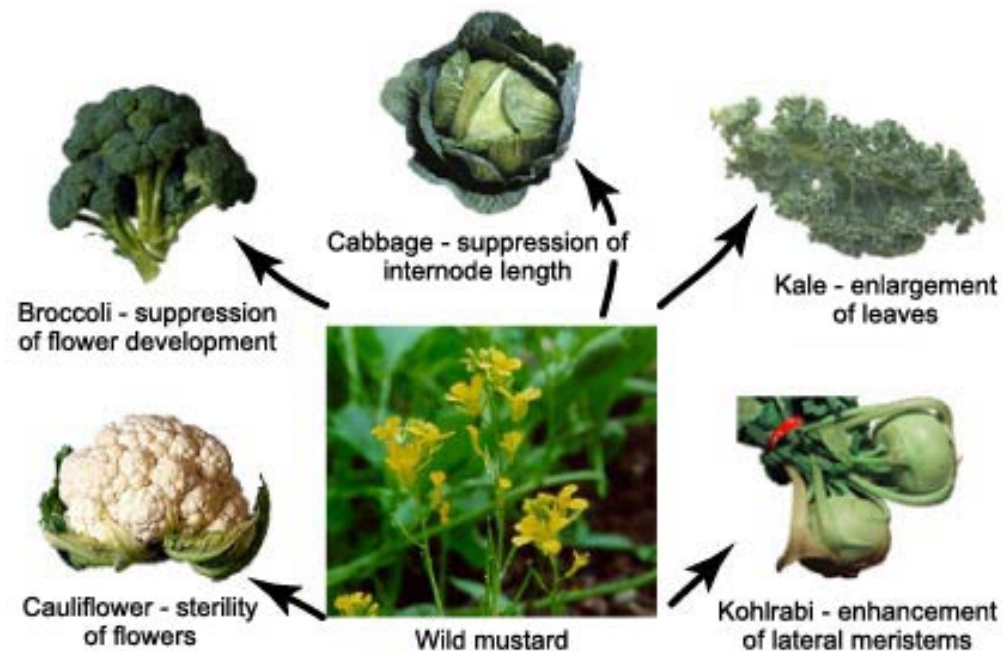 Cabbage - suppression of
internode length
Broccoli - suppression
of flower development
Kale - enlargement
of leaves
Cauliflower - sterility
of flowers
Wild mustard
Kohlrabi - enhancement
of lateral meristems